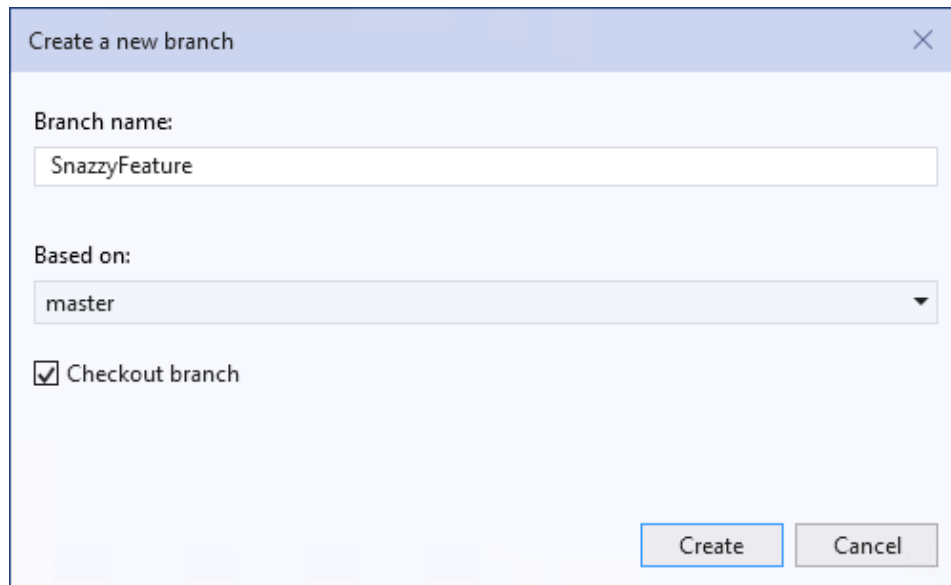 Create a new branch
Branch name:
SnazzyFeature
Based on:
master
Checkout branch
Create Cancel